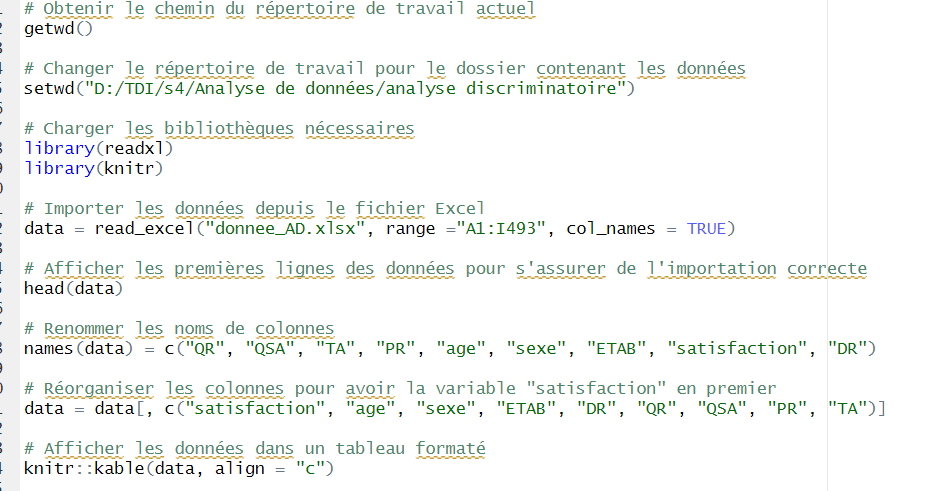 # Obtenir le chemin du répertoire de travail actuel
getwd()
# Changer le répertoire de travail pour le dossier contenant les données
setwd("D:/TDI/s4/Analyse de données/analyse discriminatoire")
# Charger les bibliothèques nécessaires
library(readxl)
library(knitr)
# Importer les données depuis le fichier Excel
data = read_excel("donnee_AD.xlsx", range ="A1:I493", col_names = TRUE)
# Afficher les premières lignes des données pour s'assurer de l'importation correcte
head(data)
# Renommer les noms de colonnes
names(data) = c("QR", "QSA", "TA", "PR", "age", "sexe", "ETAB", "satisfaction", "DR")
# Réorganiser les colonnes pour avoir la variable "satisfaction" en premier
data = data[, c("satisfaction", "age", "sexe", "ETAB", "DR", "QR", "QSA", "PR", "TA")]
# Afficher les données dans un tableau formaté
knitr::kable(data, align = "c")